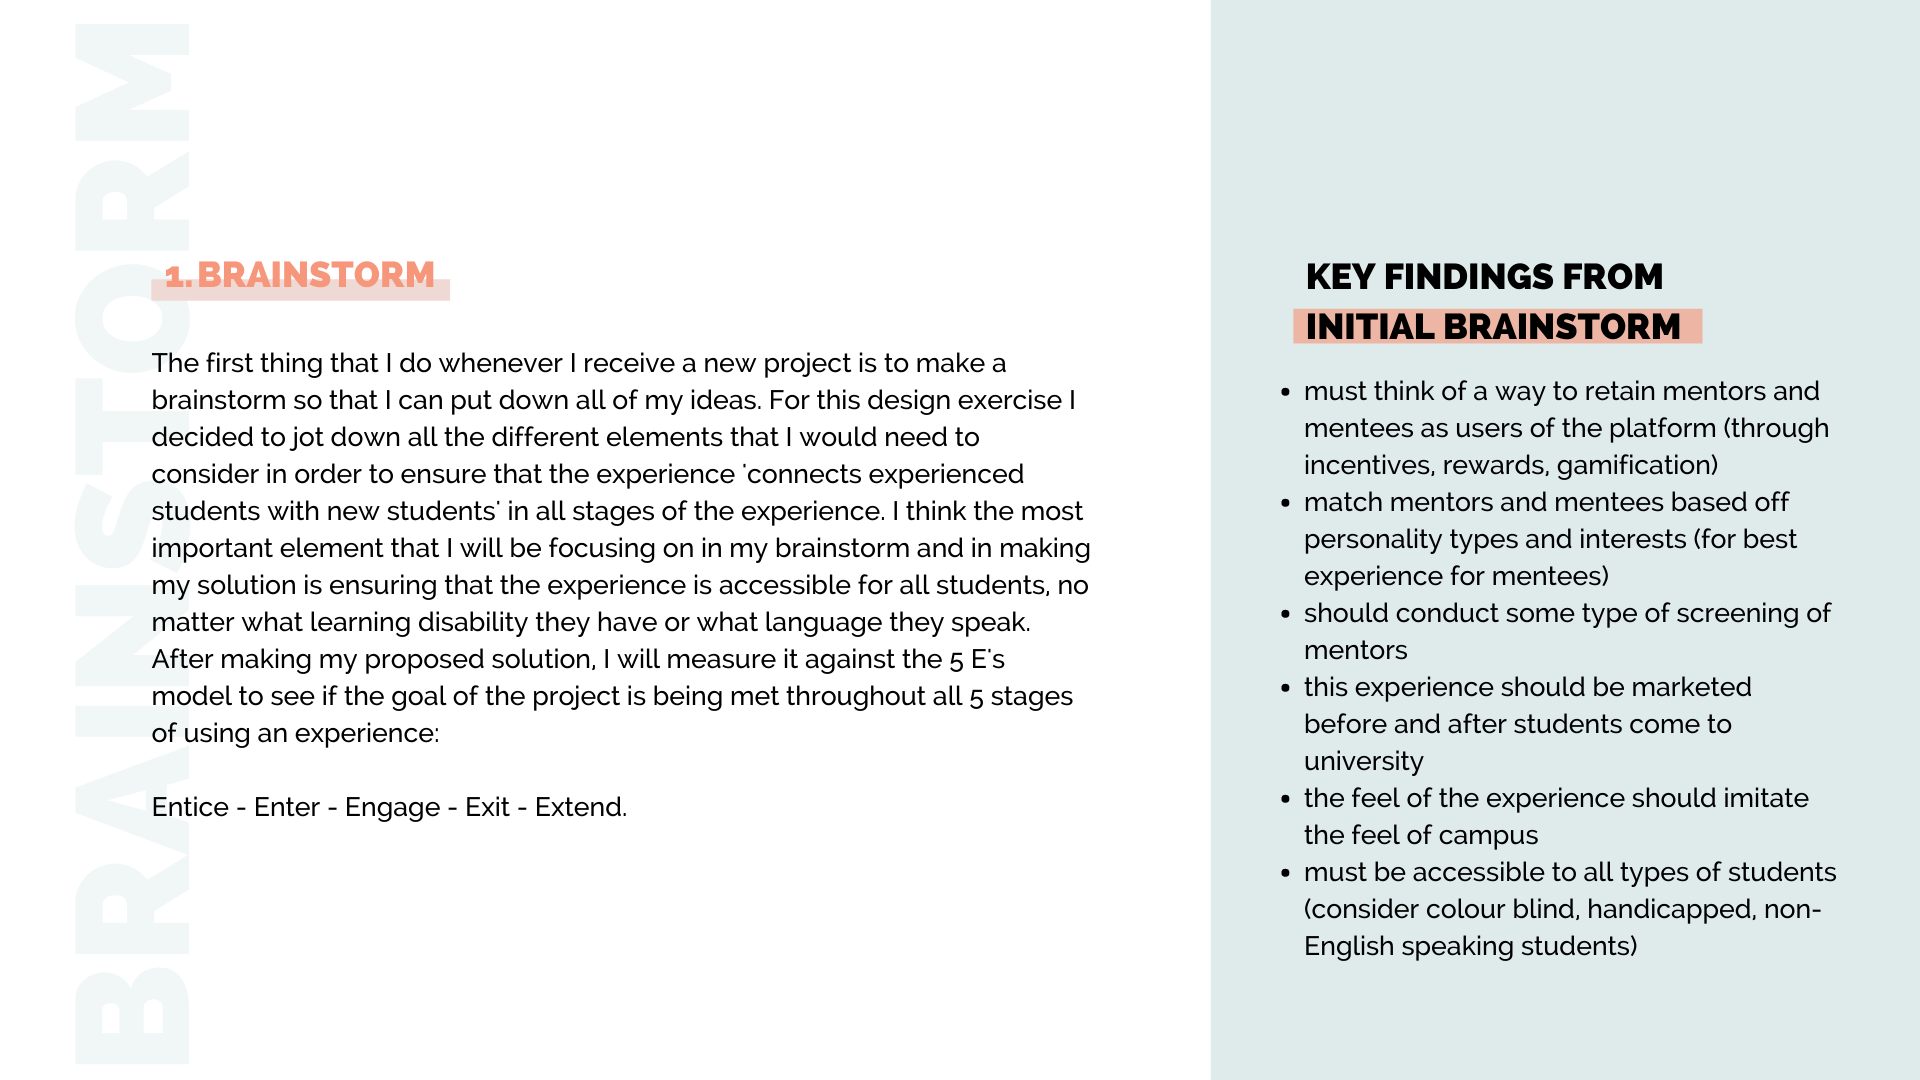 BRAINSTORM
1. BRAINSTORM
The first thing that I do whenever I receive a new project is to make a
brainstorm so that I can put down all of my ideas. For this design exercise I
decided to jot down all the different elements that I would need to
consider in order to ensure that the experience 'connects experienced
students with new students' in all stages of the experience. I think the most
important element that I will be focusing on in my brainstorm and in making
my solution is ensuring that the experience is accessible for all students, no
matter what learning disability they have or what language they speak.
After making my proposed solution, I will measure it against the 5 E's
model to see if the goal of the project is being met throughout all 5 stages
of using an experience:
Entice - Enter - Engage - Exit - Extend.
KEY FINDINGS FROM
INITIAL BRAINSTORM
• must think of a way to retain mentors and
mentees as users of the platform (through
incentives, rewards, gamification)
• match mentors and mentees based off
personality types and interests (for best
experience for mentees)
• should conduct some type of screening of
mentors
• this experience should be marketed
before and after students come to
university
• the feel of the experience should imitate
the feel of campus
• must be accessible to all types of students
(consider colour blind, handicapped, non-
English speaking students)